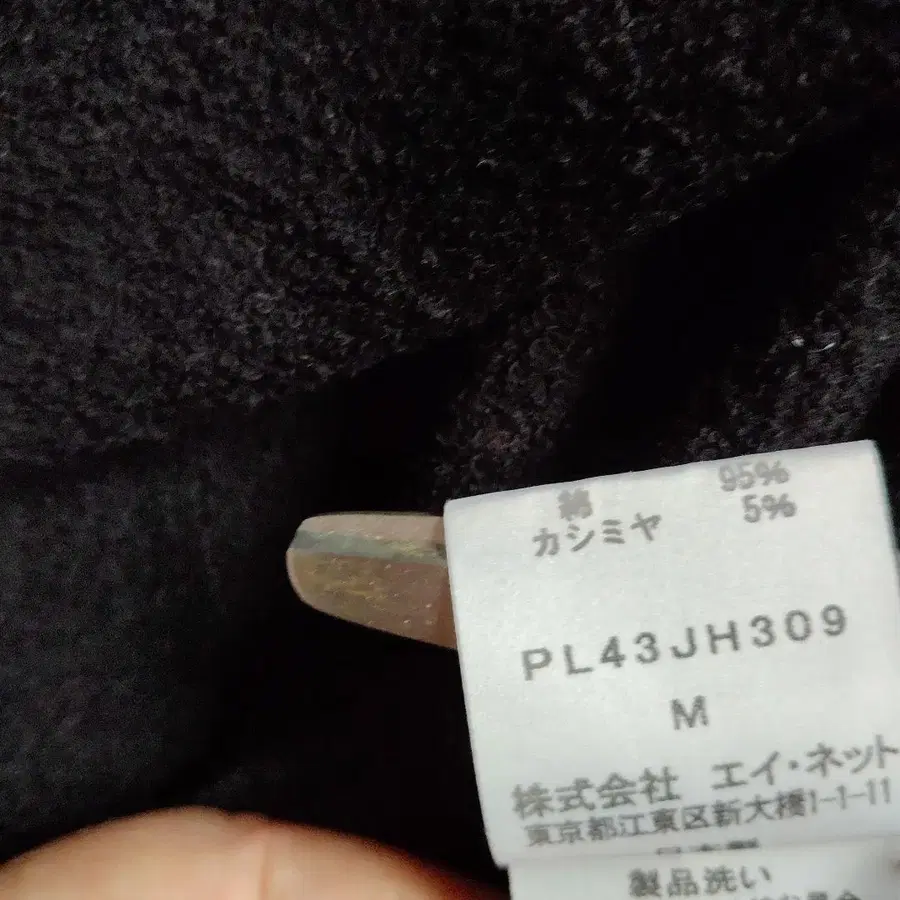 綿 95%
カシミヤ 5%
PL43JH309
M
株式会社 エイ・ネット
東京都江東区新大橋1-1-11
製品洗い